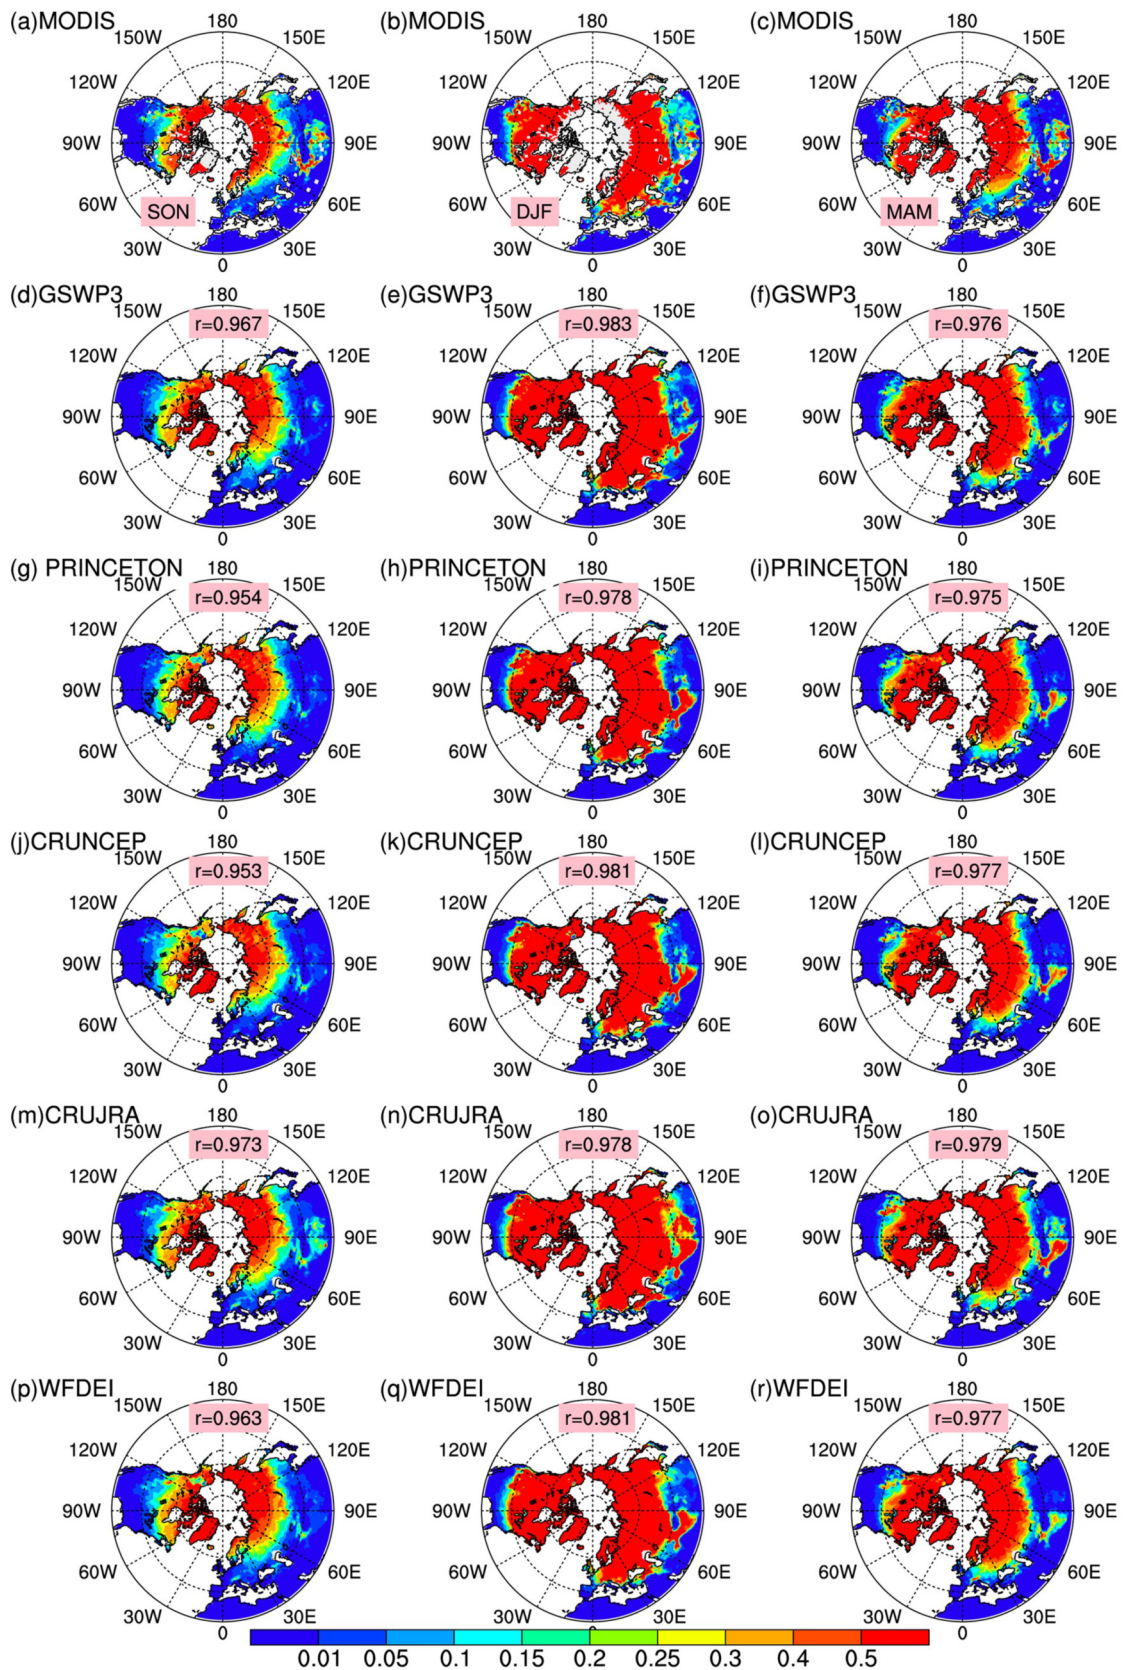 (a)MODIS (b)MODIS (c)MODIS
180 180 180
150W 150E 150W 150E 150W 150E
120W 120E 120W 120E 120W 120E
90W 90E 90W 90E 90W 90E
60W SON 60E 60W DJF 60E 60W MAM 60E
30W 30E 30W 30E 30W 30E
0 0 0
(d)GSWP3 (e)GSWP3 (f)GSWP3
180 180 180
150W r=0.967 150E 150W r=0.983 150E 150W r=0.976 150E
120W 120E 120W 120E 120W 120E
90W 90E 90W 90E 90W 90E
60W 60E 60W 60E 60W 60E
30W 30E 30W 30E 30W 30E
0 0 0
(g) PRINCETON (h)PRINCETON (i)PRINCETON
180 180 180
150W r=0.954 150E 150W r=0.978 150E 150W r=0.975 150E
120W 120E 120W 120E 120W 120E
90W 90E 90W 90E 90W 90E
60W 60E 60W 60E 60W 60E
30W 30E 30W 30E 30W 30E
0 0 0
(j)CRUNCEP (k)CRUNCEP (l)CRUNCEP
180 180 180
150W r=0.953 150E 150W r=0.981 150E 150W r=0.977 150E
120W 120E 120W 120E 120W 120E
90W 90E 90W 90E 90W 90E
60W 60E 60W 60E 60W 60E
30W 30E 30W 30E 30W 30E
0 0 0
(m)CRUJRA (n)CRUJRA (o)CRUJRA
180 180 180
150W r=0.973 150E 150W r=0.978 150E 150W r=0.979 150E
120W 120E 120W 120E 120W 120E
90W 90E 90W 90E 90W 90E
60W 60E 60W 60E 60W 60E
30W 30E 30W 30E 30W 30E
0 0 0
(p)WFDEI (q)WFDEI (r)WFDEI
180 180 180
150W r=0.963 150E 150W r=0.981 150E 150W r=0.977 150E
120W 120E 120W 120E 120W 120E
90W 90E 90W 90E 90W 90E
60W 60E 60W 60E 60W 60E
30W 30E 30W 30E 30W 30E
0 0 0
0.01 0.05 0.1 0.15 0.2 0.25 0.3 0.4 0.5